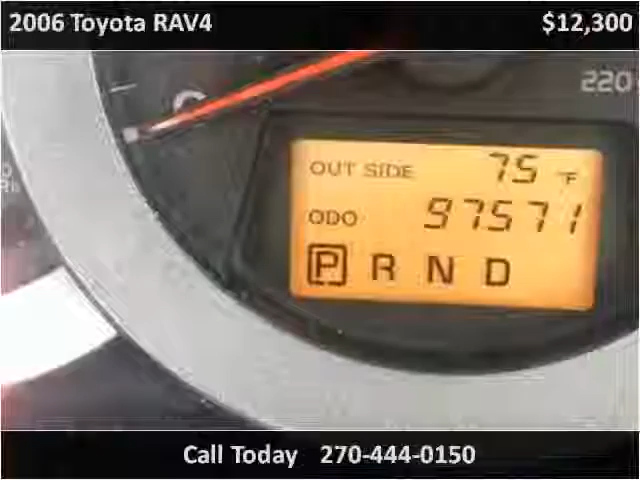 2006 Toyota RAV4 $12,300
220
OUT SIDE 75 °F
ODO 97571
P R N D
Call Today 270-444-0150